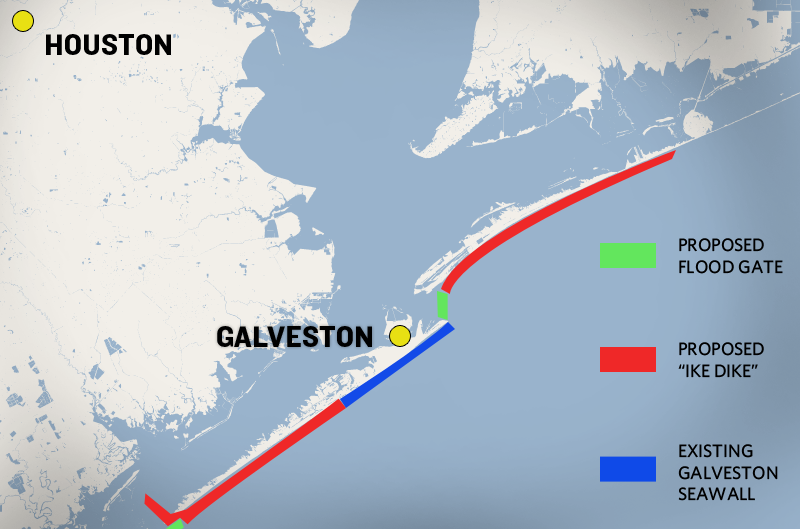 HOUSTON
PROPOSED
FLOOD GATE
GALVESTON
PROPOSED
“IKE DIKE”
EXISTING
GALVESTON
SEAWALL